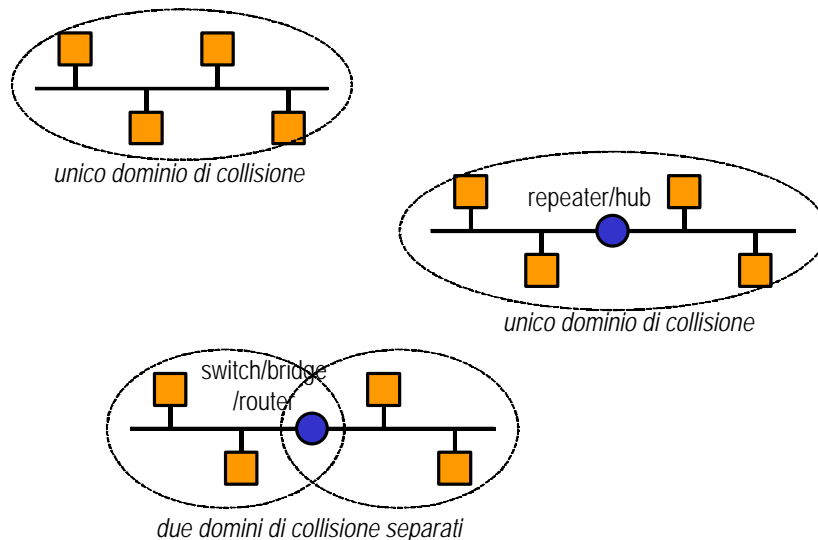 unico dominio di collisione
repeater/hub
unico dominio di collisione
switch/bridge
/router
due domini di collisione separati